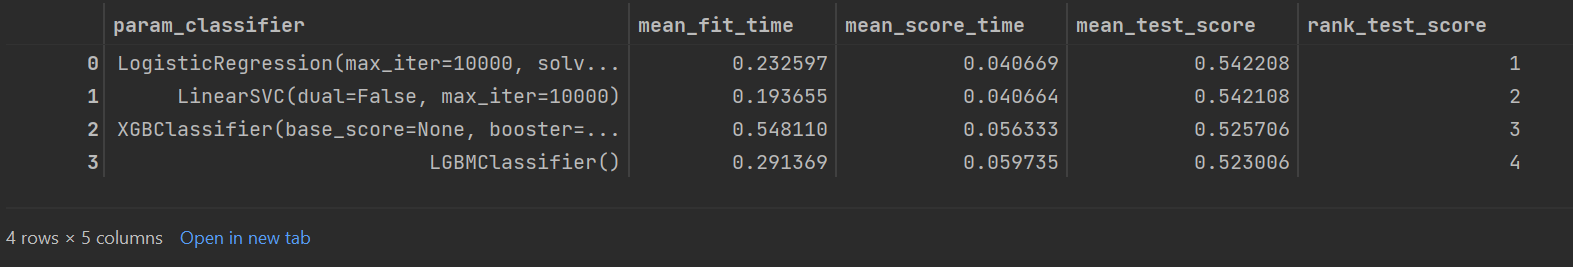 param_classifier mean_fit_time mean_score_time mean_test_score rank_test_score
0 LogisticRegression(max_iter=10000, solv... 0.232597 0.040669 0.542208 1
1 LinearSVC(dual=False, max_iter=10000) 0.193655 0.040664 0.542108 2
2 XGBClassifier(base_score=None, booster=... 0.548110 0.056333 0.525706 3
3 LGBMClassifier() 0.291369 0.059735 0.523006 4
4 rows × 5 columns Open in new tab